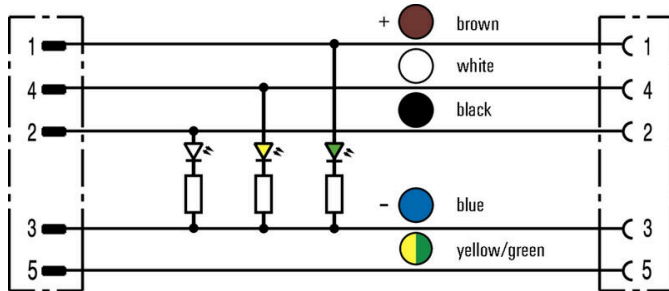 1 + brown 1
white
4 4
black
2 2
- blue
3 3
yellow/green
5 5